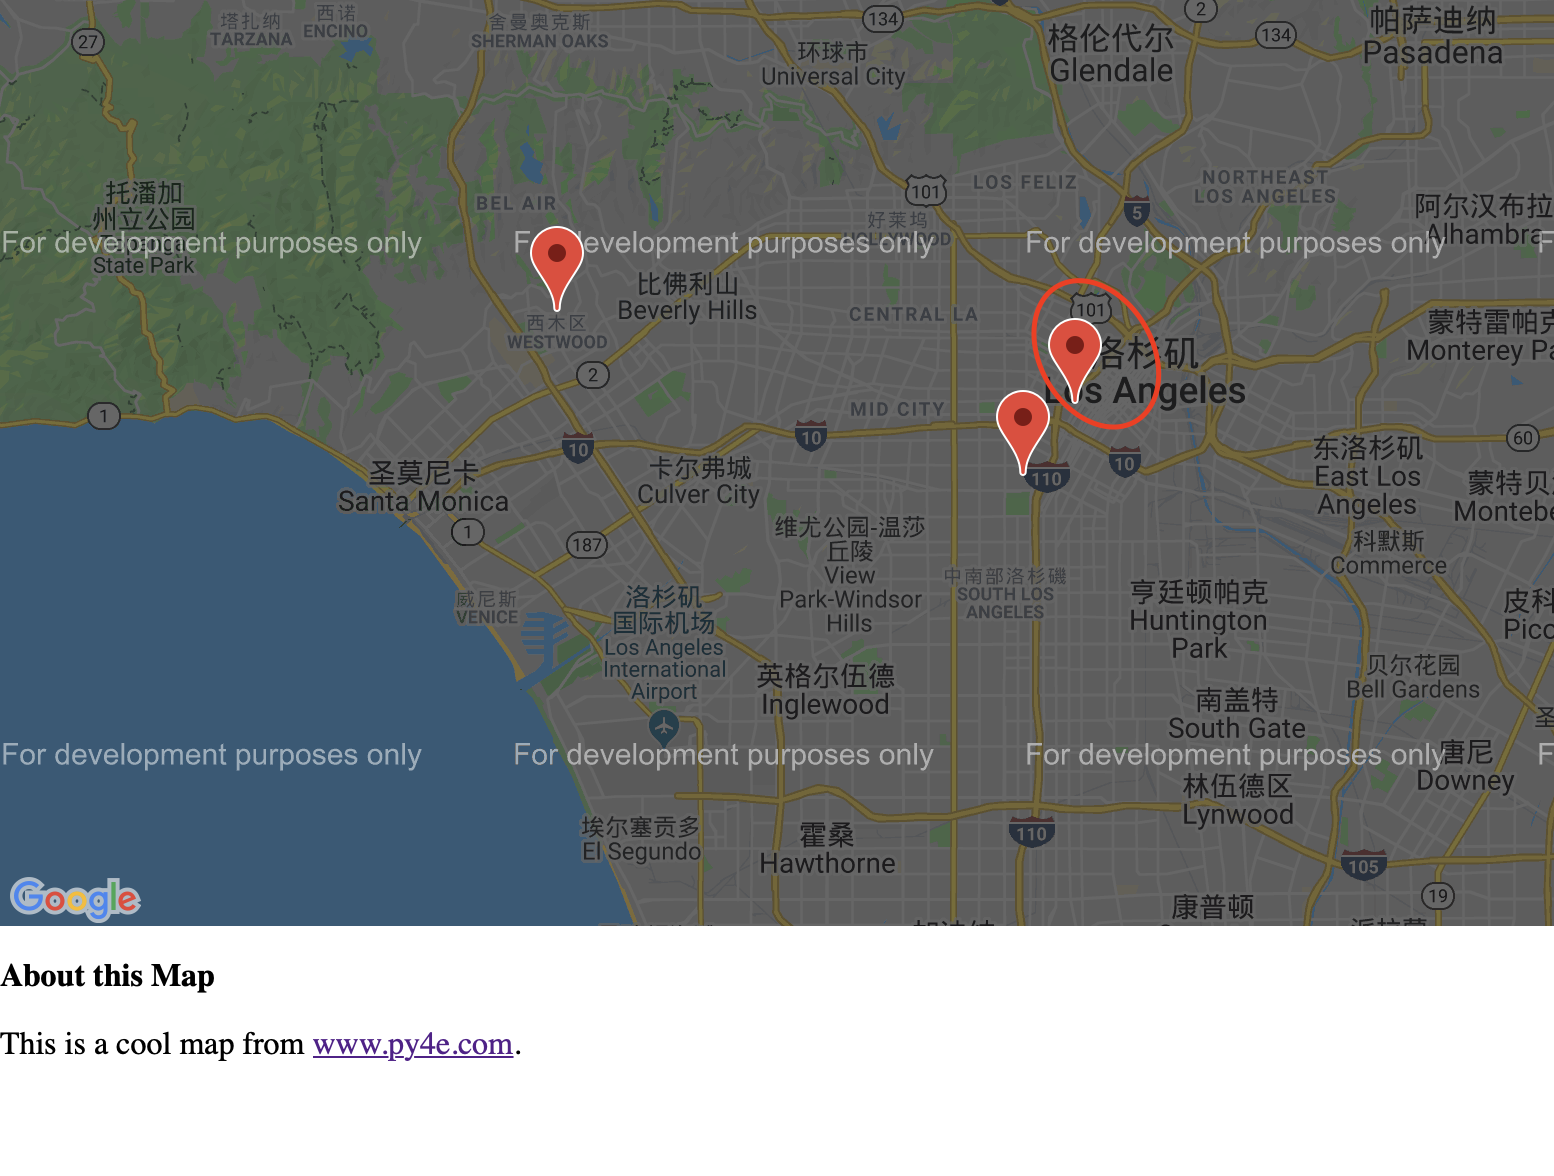 塔扎纳
TARZANA
西诺
ENCINO
舍曼奥克斯
SHERMAN OAKS
134
2
134
帕萨迪纳
Pasadena
27
环球市
Universal City
格伦代尔
Glendale
托潘加
州立公园
Topanga
State Park
BEL AIR
101
LOS FELIZ
5
NORTHEAST
LOS ANGELES
阿尔汉布拉
Alhambra
好莱坞
HOLLYWOOD
For development purposes only
For development purposes only
For development purposes only
F
比佛利山
Beverly Hills
西木区
WESTWOOD
CENTRAL LA
101
洛杉矶
Los Angeles
蒙特雷帕克
Monterey Pa
2
1
MID CITY
10
10
10
110
60
东洛杉矶
East Los
Angeles
蒙特贝
Montebe
圣莫尼卡
Santa Monica
卡尔弗城
Culver City
1
187
维尤公园-温莎
丘陵
View
Park-Windsor
Hills
科默斯
Commerce
中南部洛杉磯
SOUTH LOS
ANGELES
亨廷顿帕克
Huntington
Park
皮科
Pico
威尼斯
VENICE
洛杉矶
国际机场
Los Angeles
International
Airport
英格尔伍德
Inglewood
贝尔花园
Bell Gardens
南盖特
South Gate
圣
For development purposes only
For development purposes only
For development purposes only
F
唐尼
Downey
林伍德区
Lynwood
埃尔塞贡多
El Segundo
霍桑
Hawthorne
110
105
19
康普顿
Google
About this Map
This is a cool map from www.py4e.com.